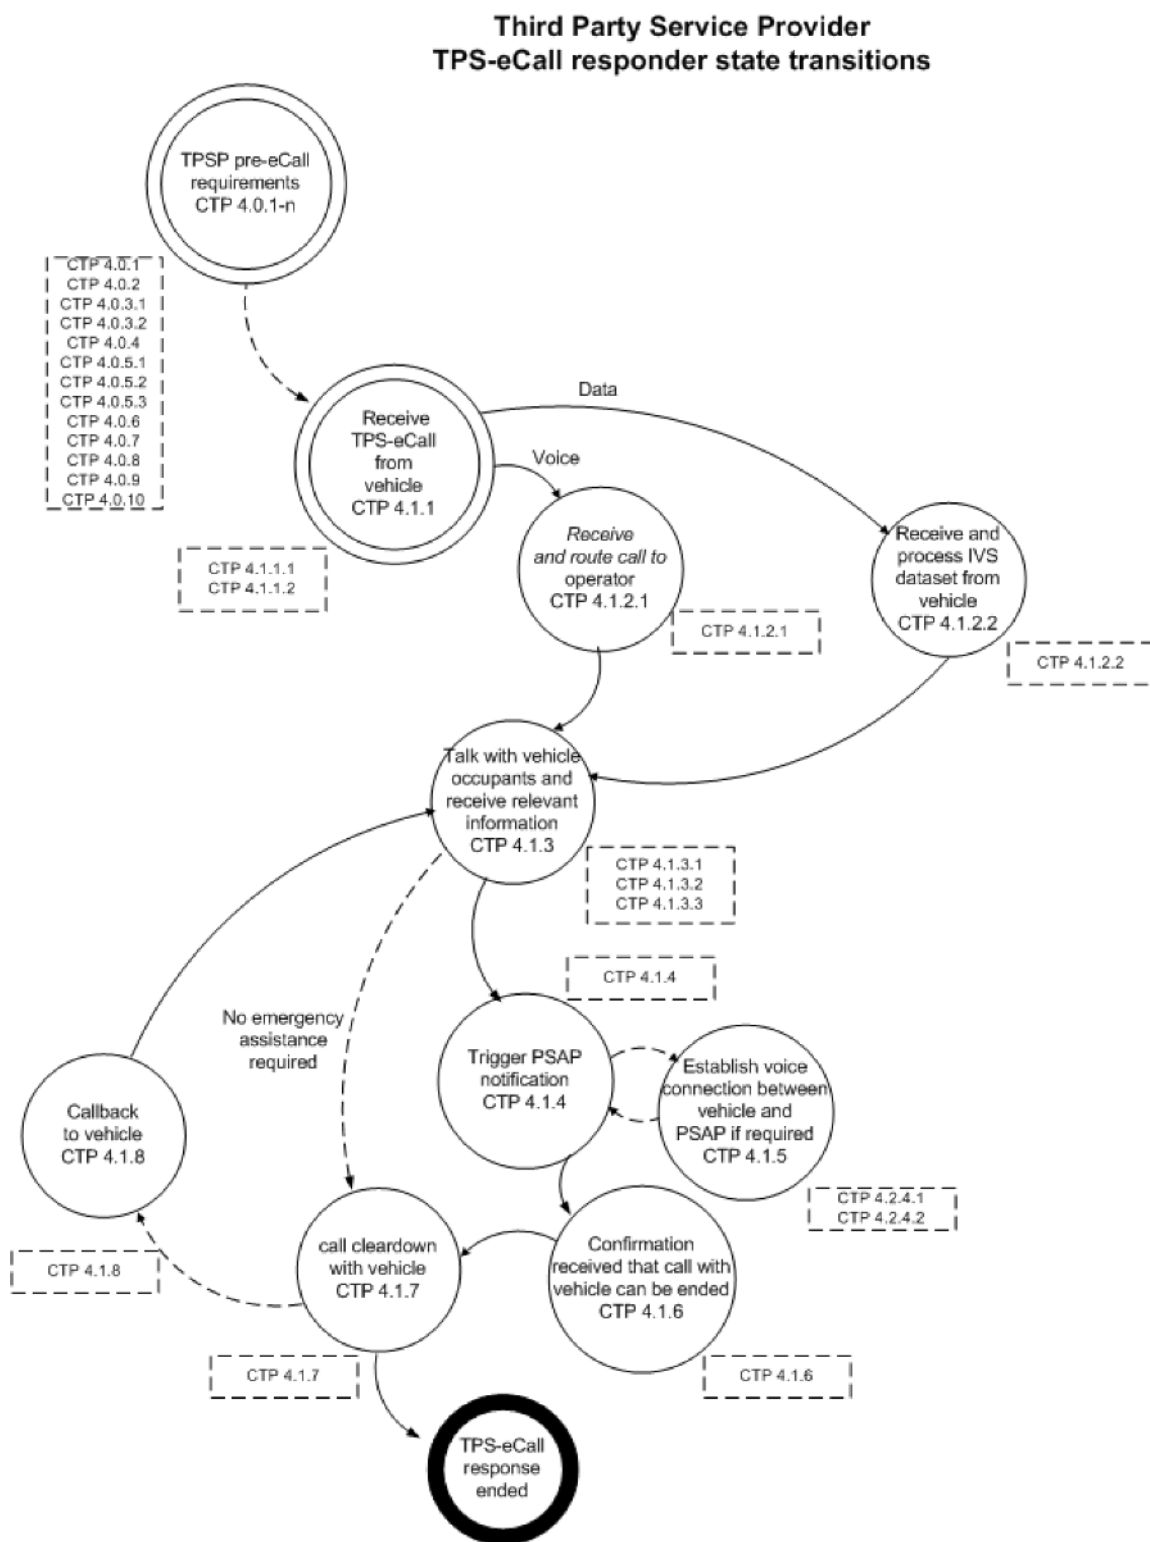 Third Party Service Provider
TPS-eCall responder state transitions
TPSP pre-eCall
requirements
CTP 4.0.1-n
CTP 4.0.1
CTP 4.0.2
CTP 4.0.3.1
CTP 4.0.3.2
CTP 4.0.4
CTP 4.0.5.1
CTP 4.0.5.2
CTP 4.0.5.3
CTP 4.0.6
CTP 4.0.7
CTP 4.0.8
CTP 4.0.9
CTP 4.0.10
Receive
TPS-eCall
from
vehicle
CTP 4.1.1
Data
Voice
CTP 4.1.1.1
CTP 4.1.1.2
Receive
and route call to
operator
CTP 4.1.2.1
CTP 4.1.2.1
Receive and
process IVS
dataset from
vehicle
CTP 4.1.2.2
CTP 4.1.2.2
Talk with vehicle
occupants and
receive relevant
information
CTP 4.1.3
CTP 4.1.3.1
CTP 4.1.3.2
CTP 4.1.3.3
CTP 4.1.4
No emergency
assistance
required
Trigger PSAP
notification
CTP 4.1.4
Establish voice
connection between
vehicle and
PSAP if required
CTP 4.1.5
CTP 4.2.4.1
CTP 4.2.4.2
Callback
to vehicle
CTP 4.1.8
CTP 4.1.8
call cleardown
with vehicle
CTP 4.1.7
CTP 4.1.7
Confirmation
received that call with
vehicle can be ended
CTP 4.1.6
CTP 4.1.6
TPS-eCall
response
ended